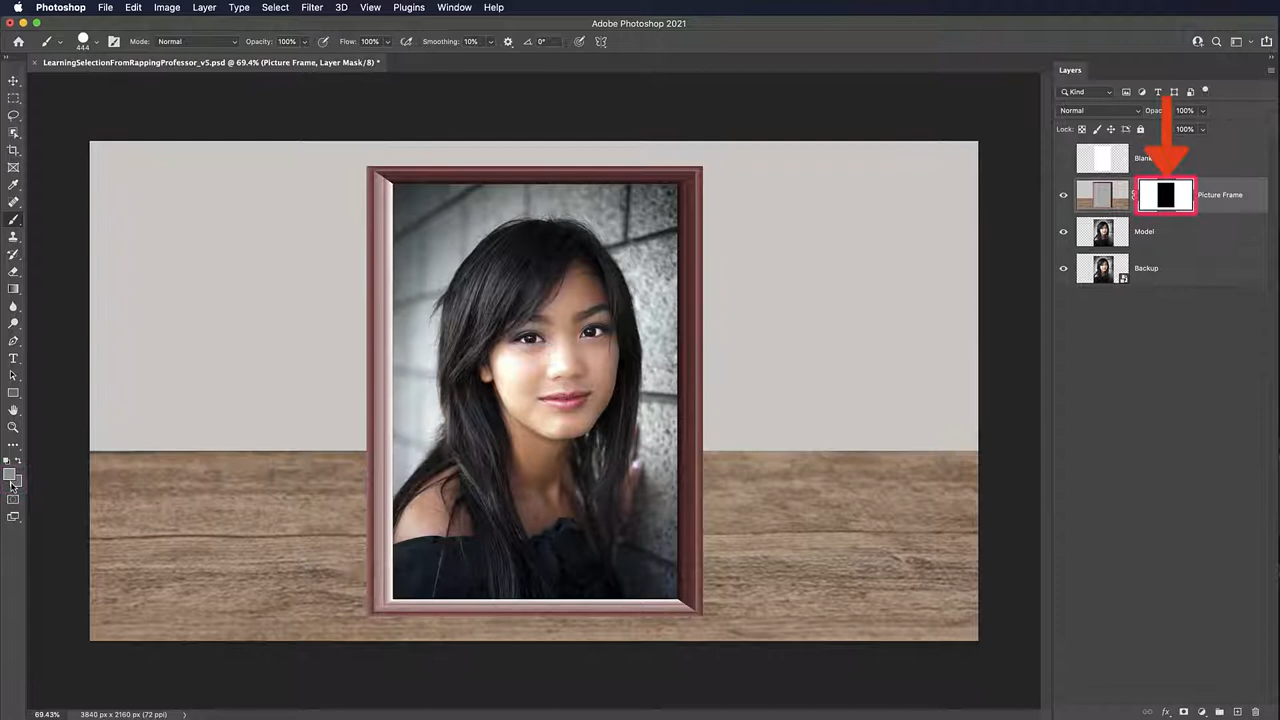 Photoshop File Edit Image Layer Type Select Filter 3D View Plugins Window Help
Adobe Photoshop 2021
444 Mode: Normal Opacity: 100% Flow: 100% Smoothing: 10% 0°
LearningSelectionFromRappingProfessor_v5.psd @ 69.4% (Picture Frame, Layer Mask/8) *
Layers
Kind
Normal Opac 100%
Lock: 100%
Blan
Picture Frame
Model
Backup
69.43% 3840 px x 2160 px (72 ppi)